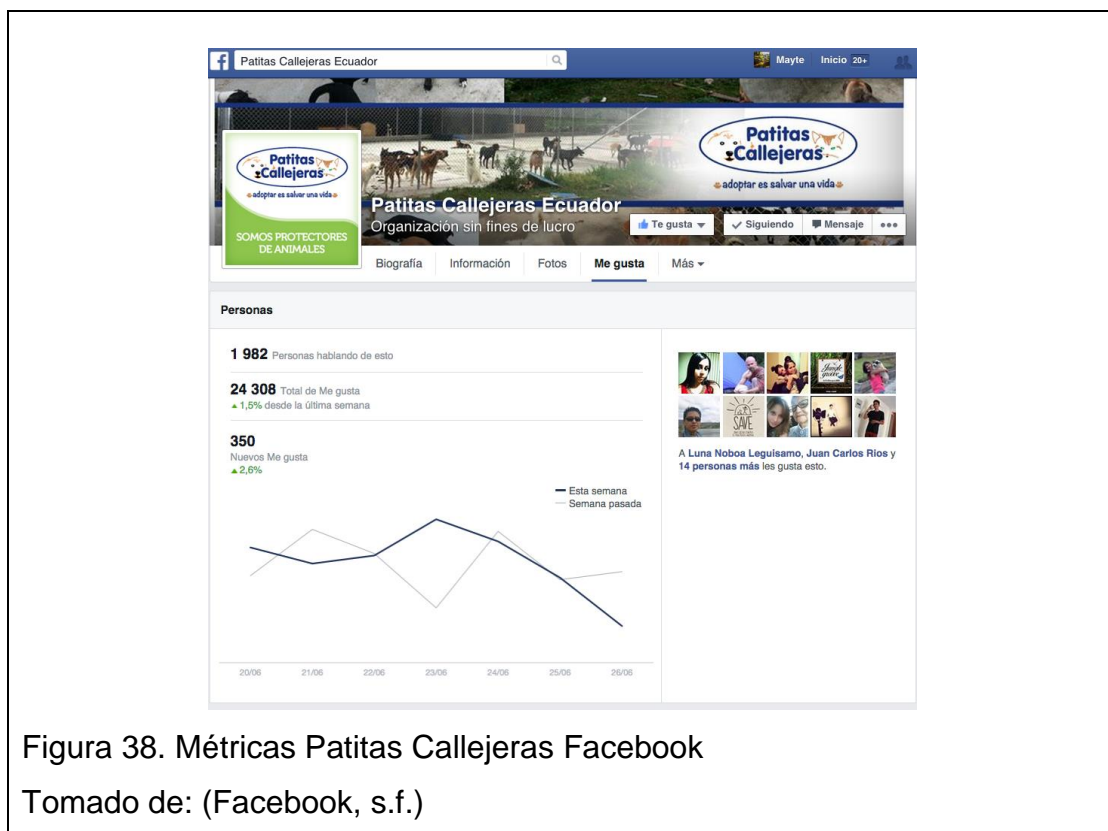 Patitas Callejeras Ecuador
Mayte
Inicio 20+
Patitas
Callejeras
adoptar es salvar una vida
Patitas
Callejeras
adoptar es salvar una vida
SOMOS PROTECTORES
DE ANIMALES
Patitas Callejeras Ecuador
Organización sin fines de lucro
Te gusta
Siguiendo
Mensaje
Biografía
Información
Fotos
Me gusta
Más
Personas
1 982 Personas hablando de esto
24 308 Total de Me gusta
1,5% desde la última semana
350
Nuevos Me gusta
2,6%
Esta semana
Semana pasada
20/06 21/06 22/06 23/06 24/06 25/06 26/06
SAVE
A Luna Noboa Leguisamo, Juan Carlos Rios y
14 personas más les gusta esto.
Figura 38. Métricas Patitas Callejeras Facebook
Tomado de: (Facebook, s.f.)